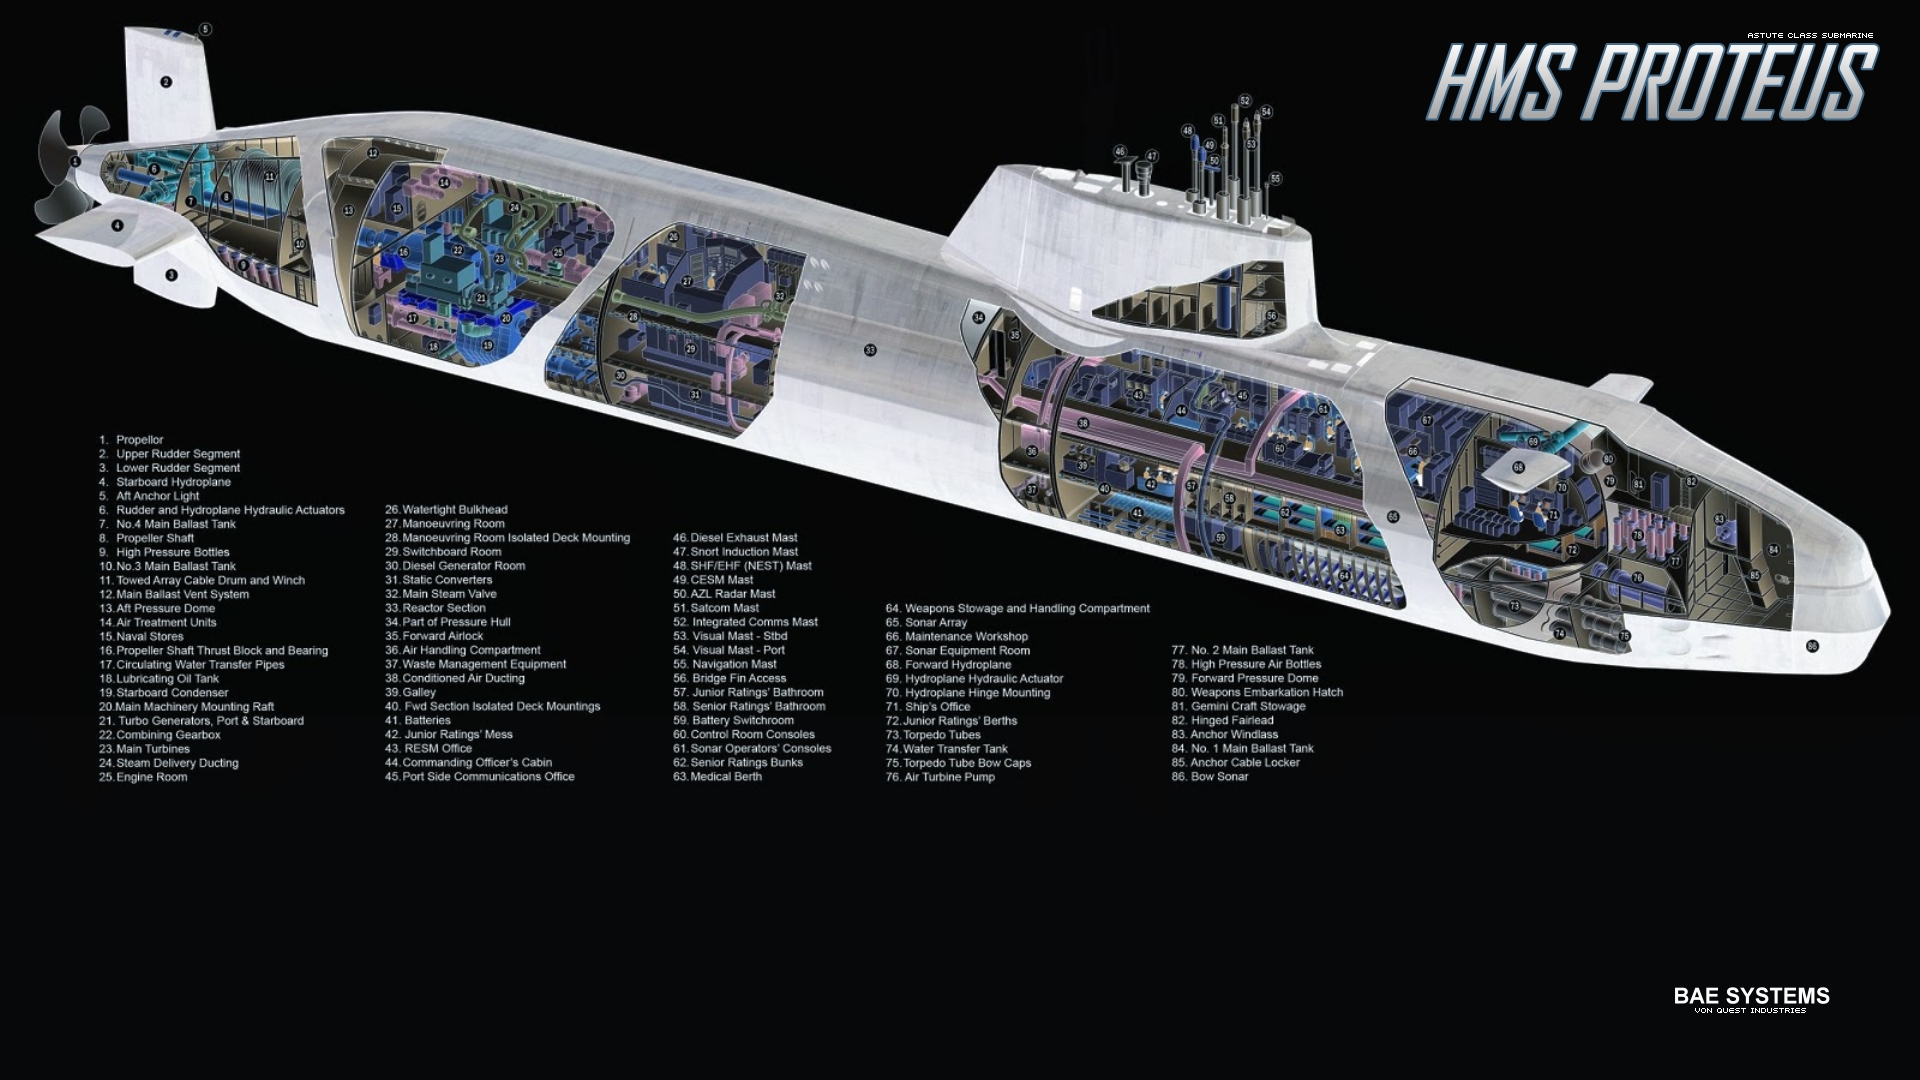 ASTUTE CLASS SUBMARINE
HMS PROTEUS
1. Propellor
2. Upper Rudder Segment
3. Lower Rudder Segment
4. Starboard Hydroplane
5. Aft Anchor Light
6. Rudder and Hydroplane Hydraulic Actuators
7. No.4 Main Ballast Tank
8. Propeller Shaft
9. High Pressure Bottles
10. No.3 Main Ballast Tank
11. Towed Array Cable Drum and Winch
12. Main Ballast Vent System
13. Aft Pressure Dome
14. Air Treatment Units
15. Naval Stores
16. Propeller Shaft Thrust Block and Bearing
17. Circulating Water Transfer Pipes
18. Lubricating Oil Tank
19. Starboard Condenser
20. Main Machinery Mounting Raft
21. Turbo Generators, Port & Starboard
22. Combining Gearbox
23. Main Turbines
24. Steam Delivery Ducting
25. Engine Room
26. Watertight Bulkhead
27. Manoeuvring Room
28. Manoeuvring Room Isolated Deck Mounting
29. Switchboard Room
30. Diesel Generator Room
31. Static Converters
32. Main Steam Valve
33. Reactor Section
34. Part of Pressure Hull
35. Forward Airlock
36. Air Handling Compartment
37. Waste Management Equipment
38. Conditioned Air Ducting
39. Galley
40. Fwd Section Isolated Deck Mountings
41. Batteries
42. Junior Ratings' Mess
43. RESM Office
44. Commanding Officer's Cabin
45. Port Side Communications Office
46. Diesel Exhaust Mast
47. Snort Induction Mast
48. SHF/EHF (NEST) Mast
49. CESM Mast
50. AZL Radar Mast
51. Satcom Mast
52. Integrated Comms Mast
53. Visual Mast - Stbd
54. Visual Mast - Port
55. Navigation Mast
56. Bridge Fin Access
57. Junior Ratings' Bathroom
58. Senior Ratings' Bathroom
59. Battery Switchroom
60. Control Room Consoles
61. Sonar Operators' Consoles
62. Senior Ratings Bunks
63. Medical Berth
64. Weapons Stowage and Handling Compartment
65. Sonar Array
66. Maintenance Workshop
67. Sonar Equipment Room
68. Forward Hydroplane
69. Hydroplane Hydraulic Actuator
70. Hydroplane Hinge Mounting
71. Ship's Office
72. Junior Ratings' Berths
73. Torpedo Tubes
74. Water Transfer Tank
75. Torpedo Tube Bow Caps
76. Air Turbine Pump
77. No. 2 Main Ballast Tank
78. High Pressure Air Bottles
79. Forward Pressure Dome
80. Weapons Embarkation Hatch
81. Gemini Craft Stowage
82. Hinged Fairlead
83. Anchor Windlass
84. No. 1 Main Ballast Tank
85. Anchor Cable Locker
86. Bow Sonar
BAE SYSTEMS
VON QUEST INDUSTRIES